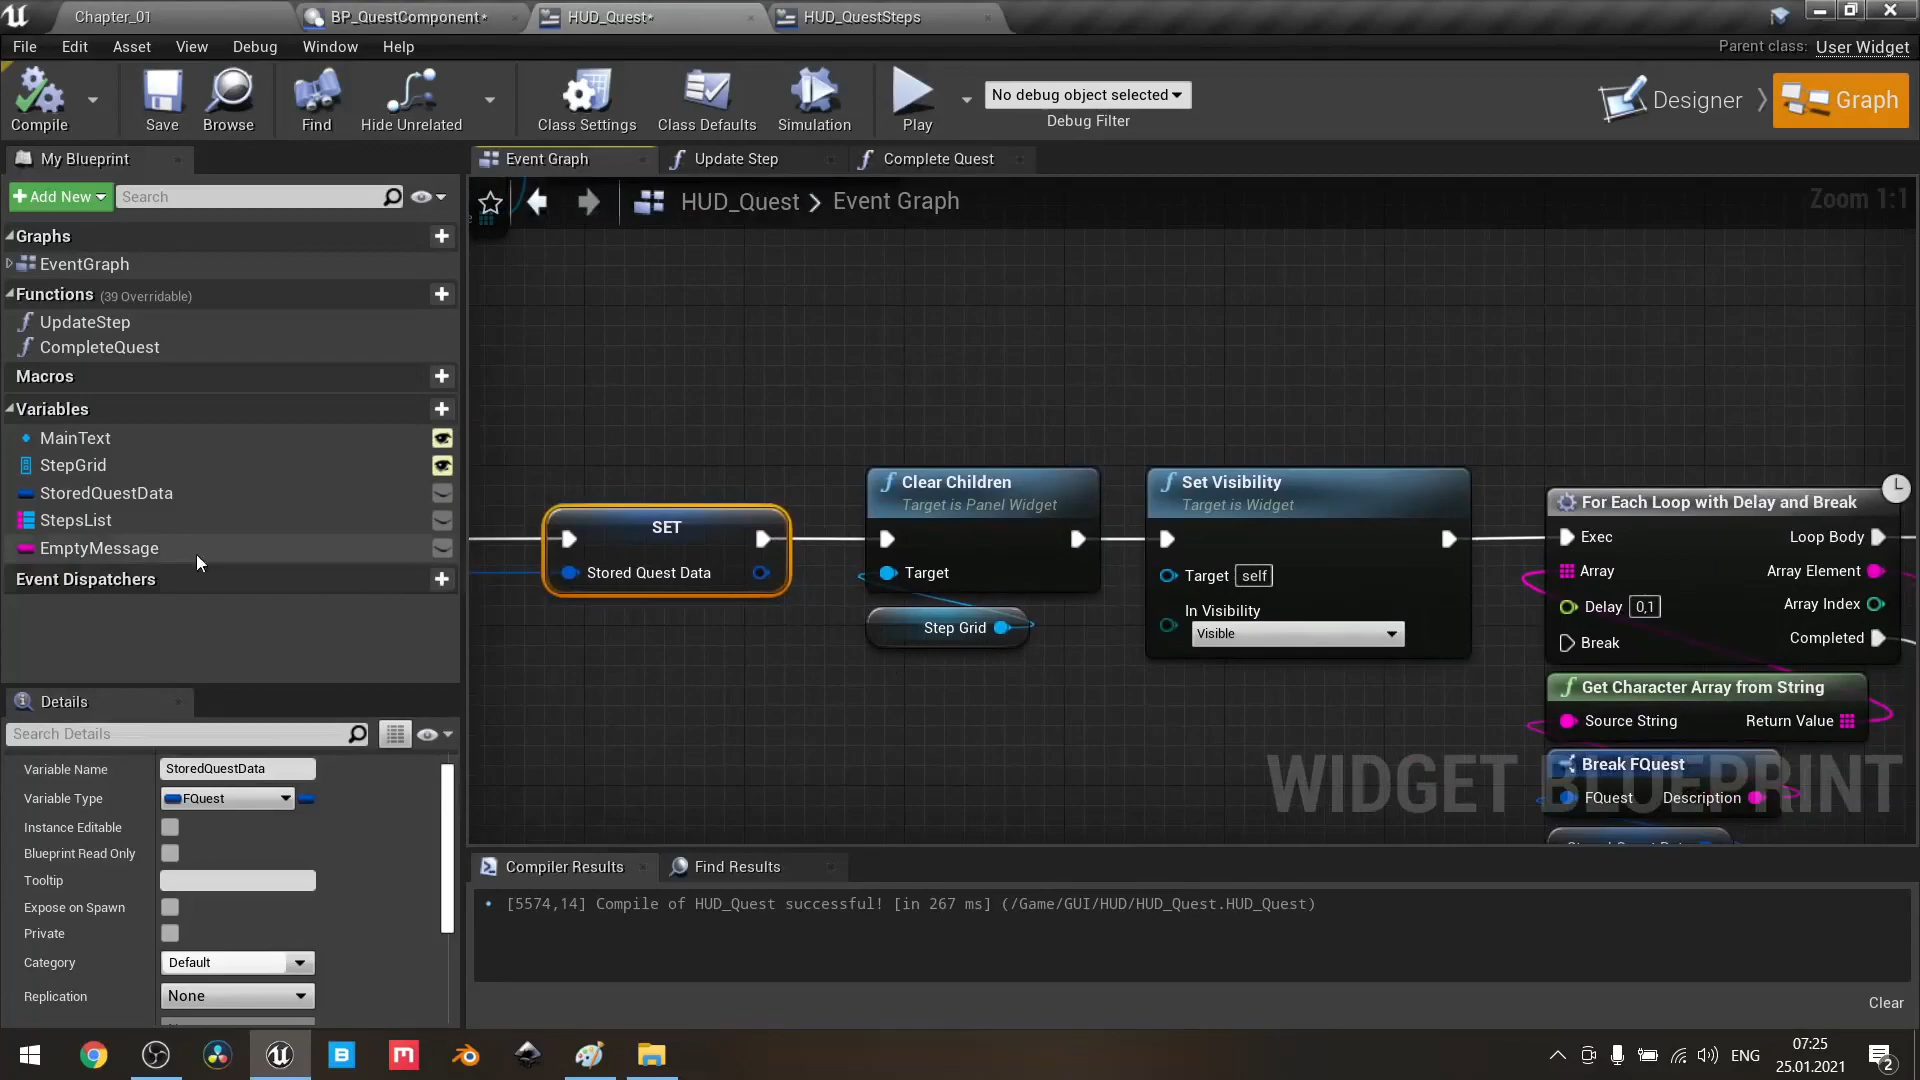 Chapter_01
BP_QuestComponent*
HUD_Quest*
HUD_QuestSteps
File Edit Asset View Debug Window Help
Parent class: User Widget
Compile
Save
Browse
Find
Hide Unrelated
Class Settings
Class Defaults
Simulation
Play
No debug object selected
Debug Filter
Designer
Graph
My Blueprint
Event Graph
Update Step
Complete Quest
Add New
Search
HUD_Quest > Event Graph
Zoom 1:1
Graphs
EventGraph
Functions (39 Overridable)
UpdateStep
CompleteQuest
Macros
Variables
MainText
StepGrid
StoredQuestData
StepsList
EmptyMessage
Event Dispatchers
SET
Stored Quest Data
Clear Children
Target is Panel Widget
Target
Step Grid
Set Visibility
Target is Widget
Target self
In Visibility
Visible
For Each Loop with Delay and Break
Exec Loop Body
Array Array Element
Delay 0,1 Array Index
Break Completed
Get Character Array from String
Source String Return Value
Break FQuest
FQuest Description
WIDGET BLUEPRINT
Details
Search Details
Variable Name StoredQuestData
Variable Type FQuest
Instance Editable
Blueprint Read Only
Tooltip
Expose on Spawn
Private
Category Default
Replication None
Compiler Results
Find Results
[5574,14] Compile of HUD_Quest successful! [in 267 ms] (/Game/GUI/HUD/HUD_Quest.HUD_Quest)
Clear
ENG
07:25
25.01.2021
2